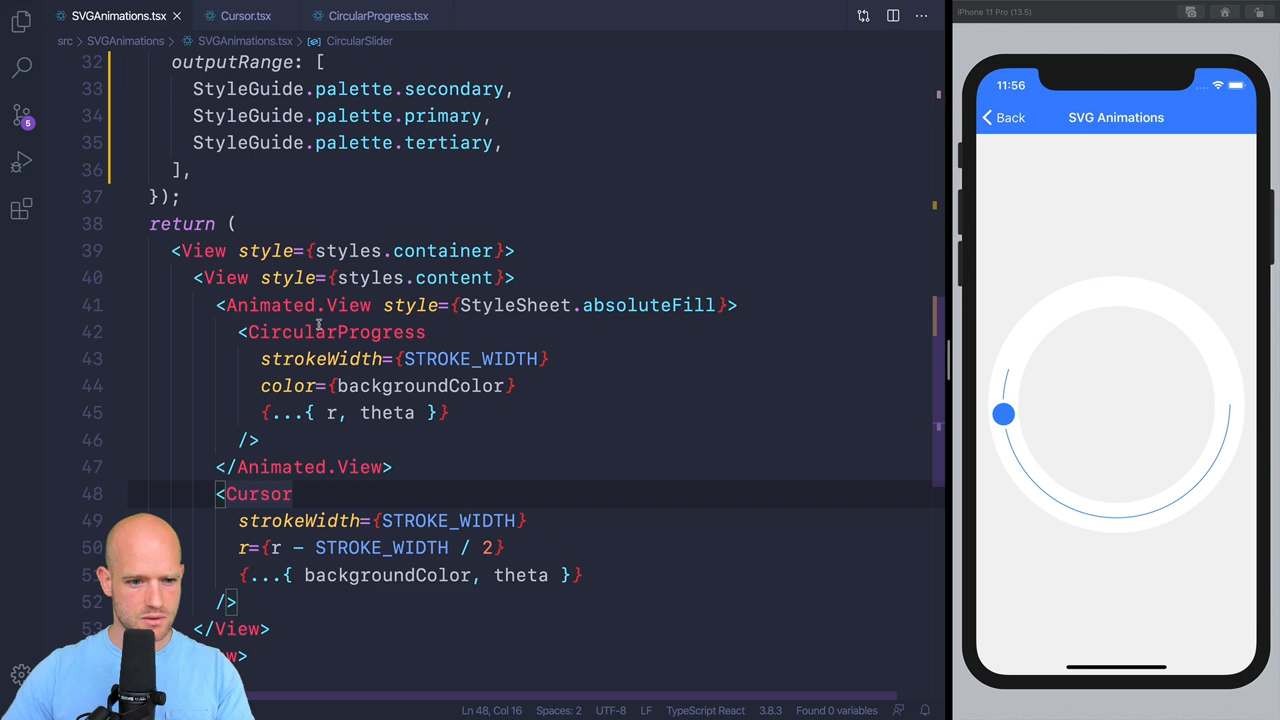 SVGAnimations.tsx
Cursor.tsx
CircularProgress.tsx
iPhone 11 Pro (13.5)
src > SVGAnimations > SVGAnimations.tsx > CircularSlider
32 outputRange: [
33 StyleGuide.palette.secondary,
34 StyleGuide.palette.primary,
35 StyleGuide.palette.tertiary,
36 ],
37 });
38 return (
39 <View style={styles.container}>
40 <View style={styles.content}>
41 <Animated.View style={StyleSheet.absoluteFill}>
42 <CircularProgress
43 strokeWidth={STROKE_WIDTH}
44 color={backgroundColor}
45 {...{ r, theta }}
46 />
47 </Animated.View>
48 <Cursor
49 strokeWidth={STROKE_WIDTH}
50 r={r - STROKE_WIDTH / 2}
51 {...{ backgroundColor, theta }}
52 />
53 </View>
w>
5
Ln 48, Col 16 Spaces: 2 UTF-8 LF TypeScript React 3.8.3 Found 0 variables
11:56
Back
SVG Animations